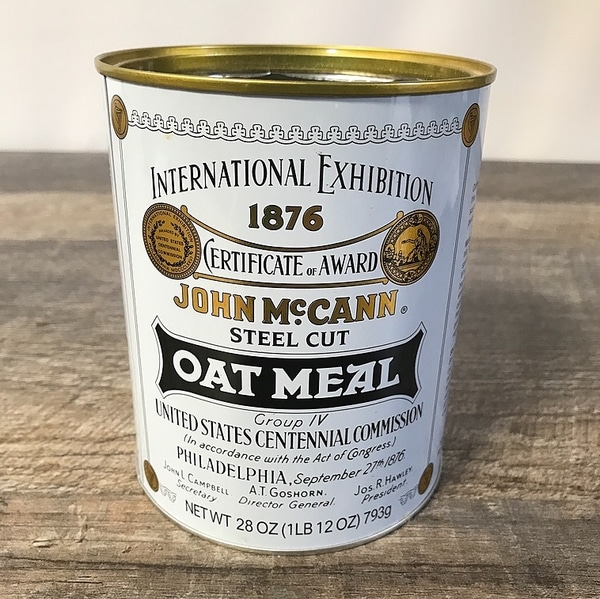 INTERNATIONAL EXHIBITION
1876
CERTIFICATE OF AWARD
JOHN McCANN®
STEEL CUT
OAT MEAL
Group IV
UNITED STATES CENTENNIAL COMMISSION
(In accordance with the Act of Congress)
PHILADELPHIA, September 27th 1876
JOHN L CAMPBELL A.T. GOSHORN. JOS. R. HAWLEY
Secretary Director General. President.
NET WT 28 OZ (1LB 12 OZ) 793g